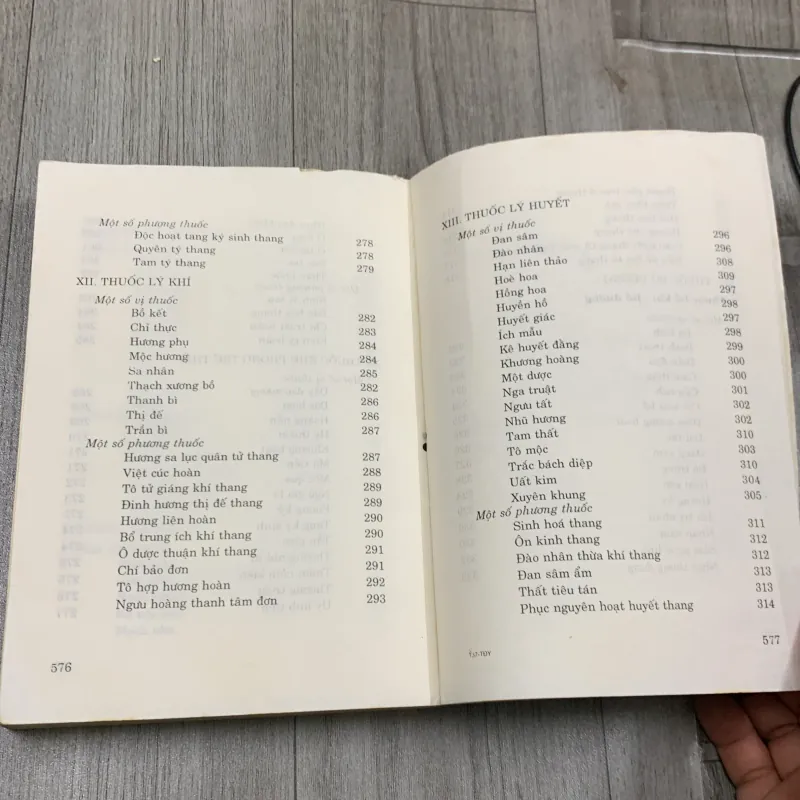 Một số phương thuốc
Độc hoạt tang ký sinh thang 278
Quyên tý thang 278
Tam tý thang 279
XII. THUỐC LÝ KHÍ
Một số vị thuốc
Bồ kết 282
Chỉ thực 283
Hương phụ 284
Mộc hương 284
Sa nhân 285
Thạch xương bồ 282
Thanh bì 286
Thị đế 286
Trần bì 287
Một số phương thuốc
Hương sa lục quân tử thang 287
Việt cúc hoàn 288
Tô tử giáng khí thang 289
Đinh hương thị đế thang 289
Hương liên hoàn 290
Bổ trung ích khí thang 290
Ô dược thuận khí thang 291
Chí bảo đơn 291
Tô hợp hương hoàn 292
Ngưu hoàng thanh tâm đơn 293
576
XIII. THUỐC LÝ HUYẾT
Một số vị thuốc
Đan sâm 296
Đào nhân 296
Hạn liên thảo 308
Hoè hoa 309
Hồng hoa 297
Huyền hồ 298
Huyết giác 297
Ích mẫu 298
Kê huyết đằng 299
Khương hoàng 300
Một dược 300
Nga truật 301
Ngưu tất 302
Nhũ hương 302
Tam thất 310
Tô mộc 303
Trắc bách diệp 310
Uất kim 304
Xuyên khung 305
Một số phương thuốc
Sinh hoá thang 311
Ôn kinh thang 312
Đào nhân thừa khí thang 312
Đan sâm ẩm 313
Thất tiêu tán 313
Phục nguyên hoạt huyết thang 314
577